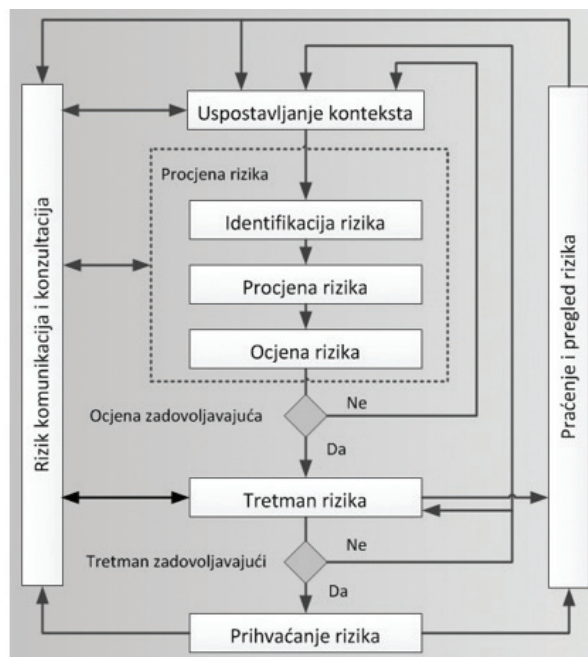 Uspostavljanje konteksta
Procjena rizika
Identifikacija rizika
Procjena rizika
Ocjena rizika
Ocjena zadovoljavajuća
Ne
Da
Tretman rizika
Tretman zadovoljavajući
Ne
Da
Prihvaćanje rizika
Rizik komunikacija i konzultacija
Praćenje i pregled rizika